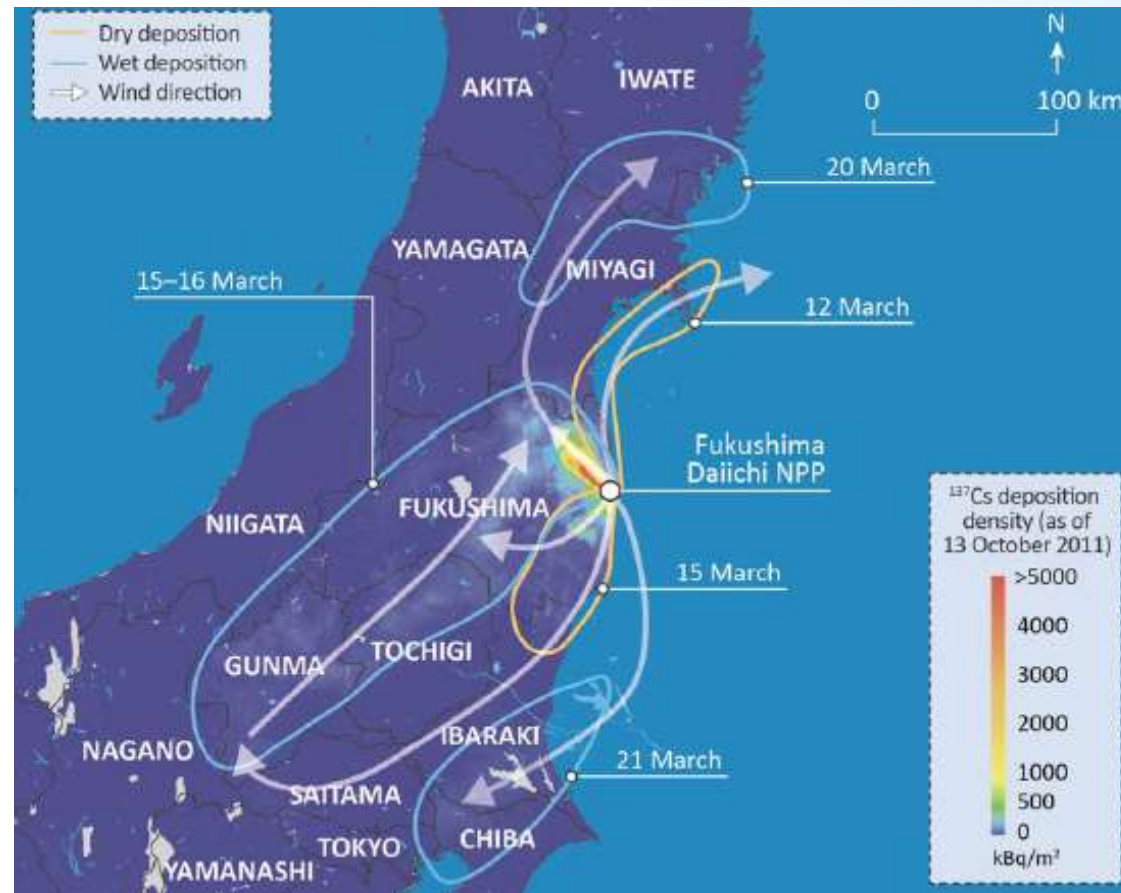 Dry deposition
Wet deposition
Wind direction
N
0 100 km
AKITA
IWATE
20 March
YAMAGATA
MIYAGI
15–16 March
12 March
Fukushima
Daiichi NPP
FUKUSHIMA
NIIGATA
15 March
TOCHIGI
GUNMA
IBARAKI
NAGANO
21 March
SAITAMA
TOKYO
CHIBA
YAMANASHI
¹³⁷Cs deposition
density (as of
13 October 2011)
>5000
4000
3000
2000
1000
500
0
kBq/m²